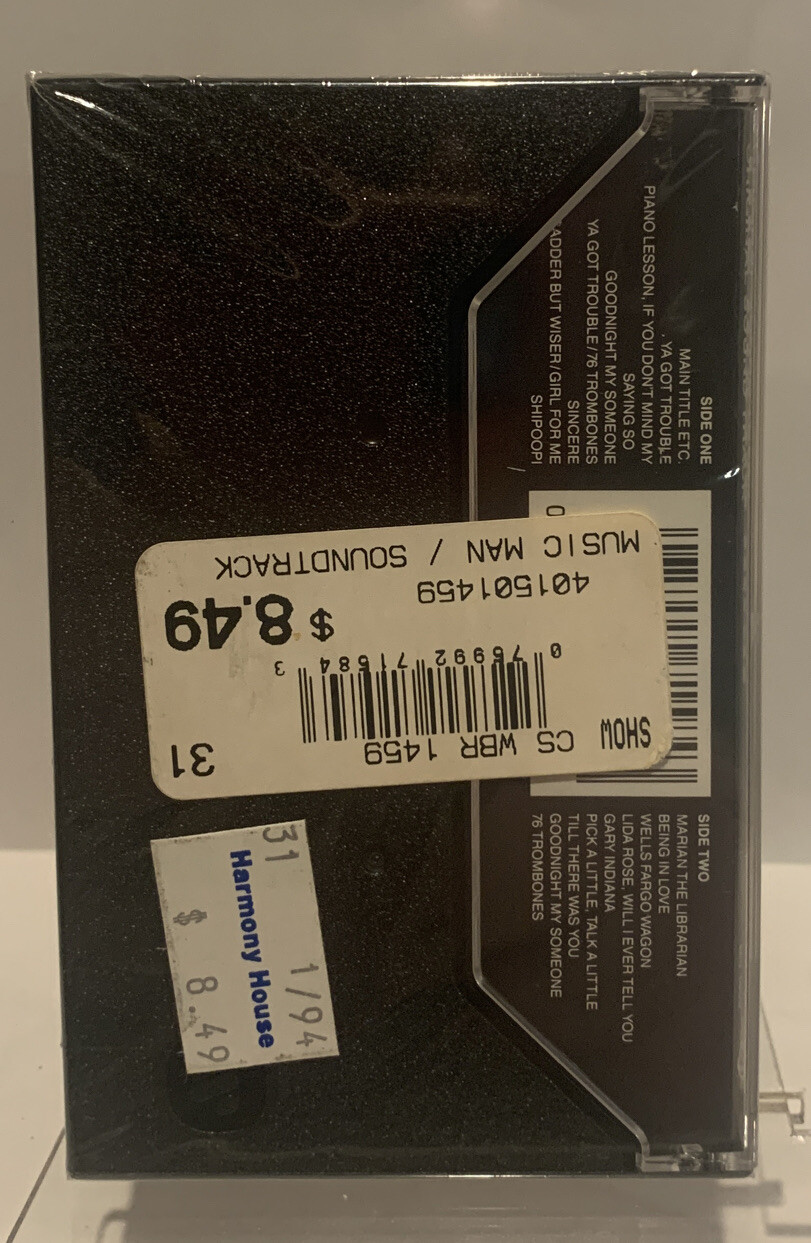 SIDE ONE
MAIN TITLE ETC.
. YA GOT TROUBLE
PIANO LESSON, IF YOU DON'T MIND MY
SAYING SO
GOODNIGHT MY SOMEONE
YA GOT TROUBLE/76 TROMBONES
SINCERE
ADDER BUT WISER/GIRL FOR ME
SHIPOOPI
SIDE TWO
MARIAN THE LIBRARIAN
BEING IN LOVE
WELLS FARGO WAGON
LIDA ROSE, WILL I EVER TELL YOU
GARY INDIANA
PICK A LITTLE, TALK A LITTLE
TILL THERE WAS YOU
GOODNIGHT MY SOMEONE
76 TROMBONES
0
SHOW CS WBR 1459 31
0 75992 71584 3
$ 8.49
401501459
MUSIC MAN / SOUNDTRACK
31 1/94
Harmony House
$ 8.49